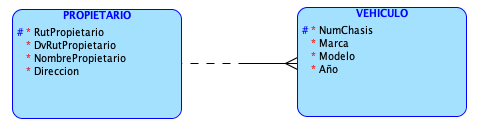 PROPIETARIO
# * RutPropietario
* DvRutPropietario
* NombrePropietario
* Direccion
VEHICULO
# * NumChasis
* Marca
* Modelo
* Año